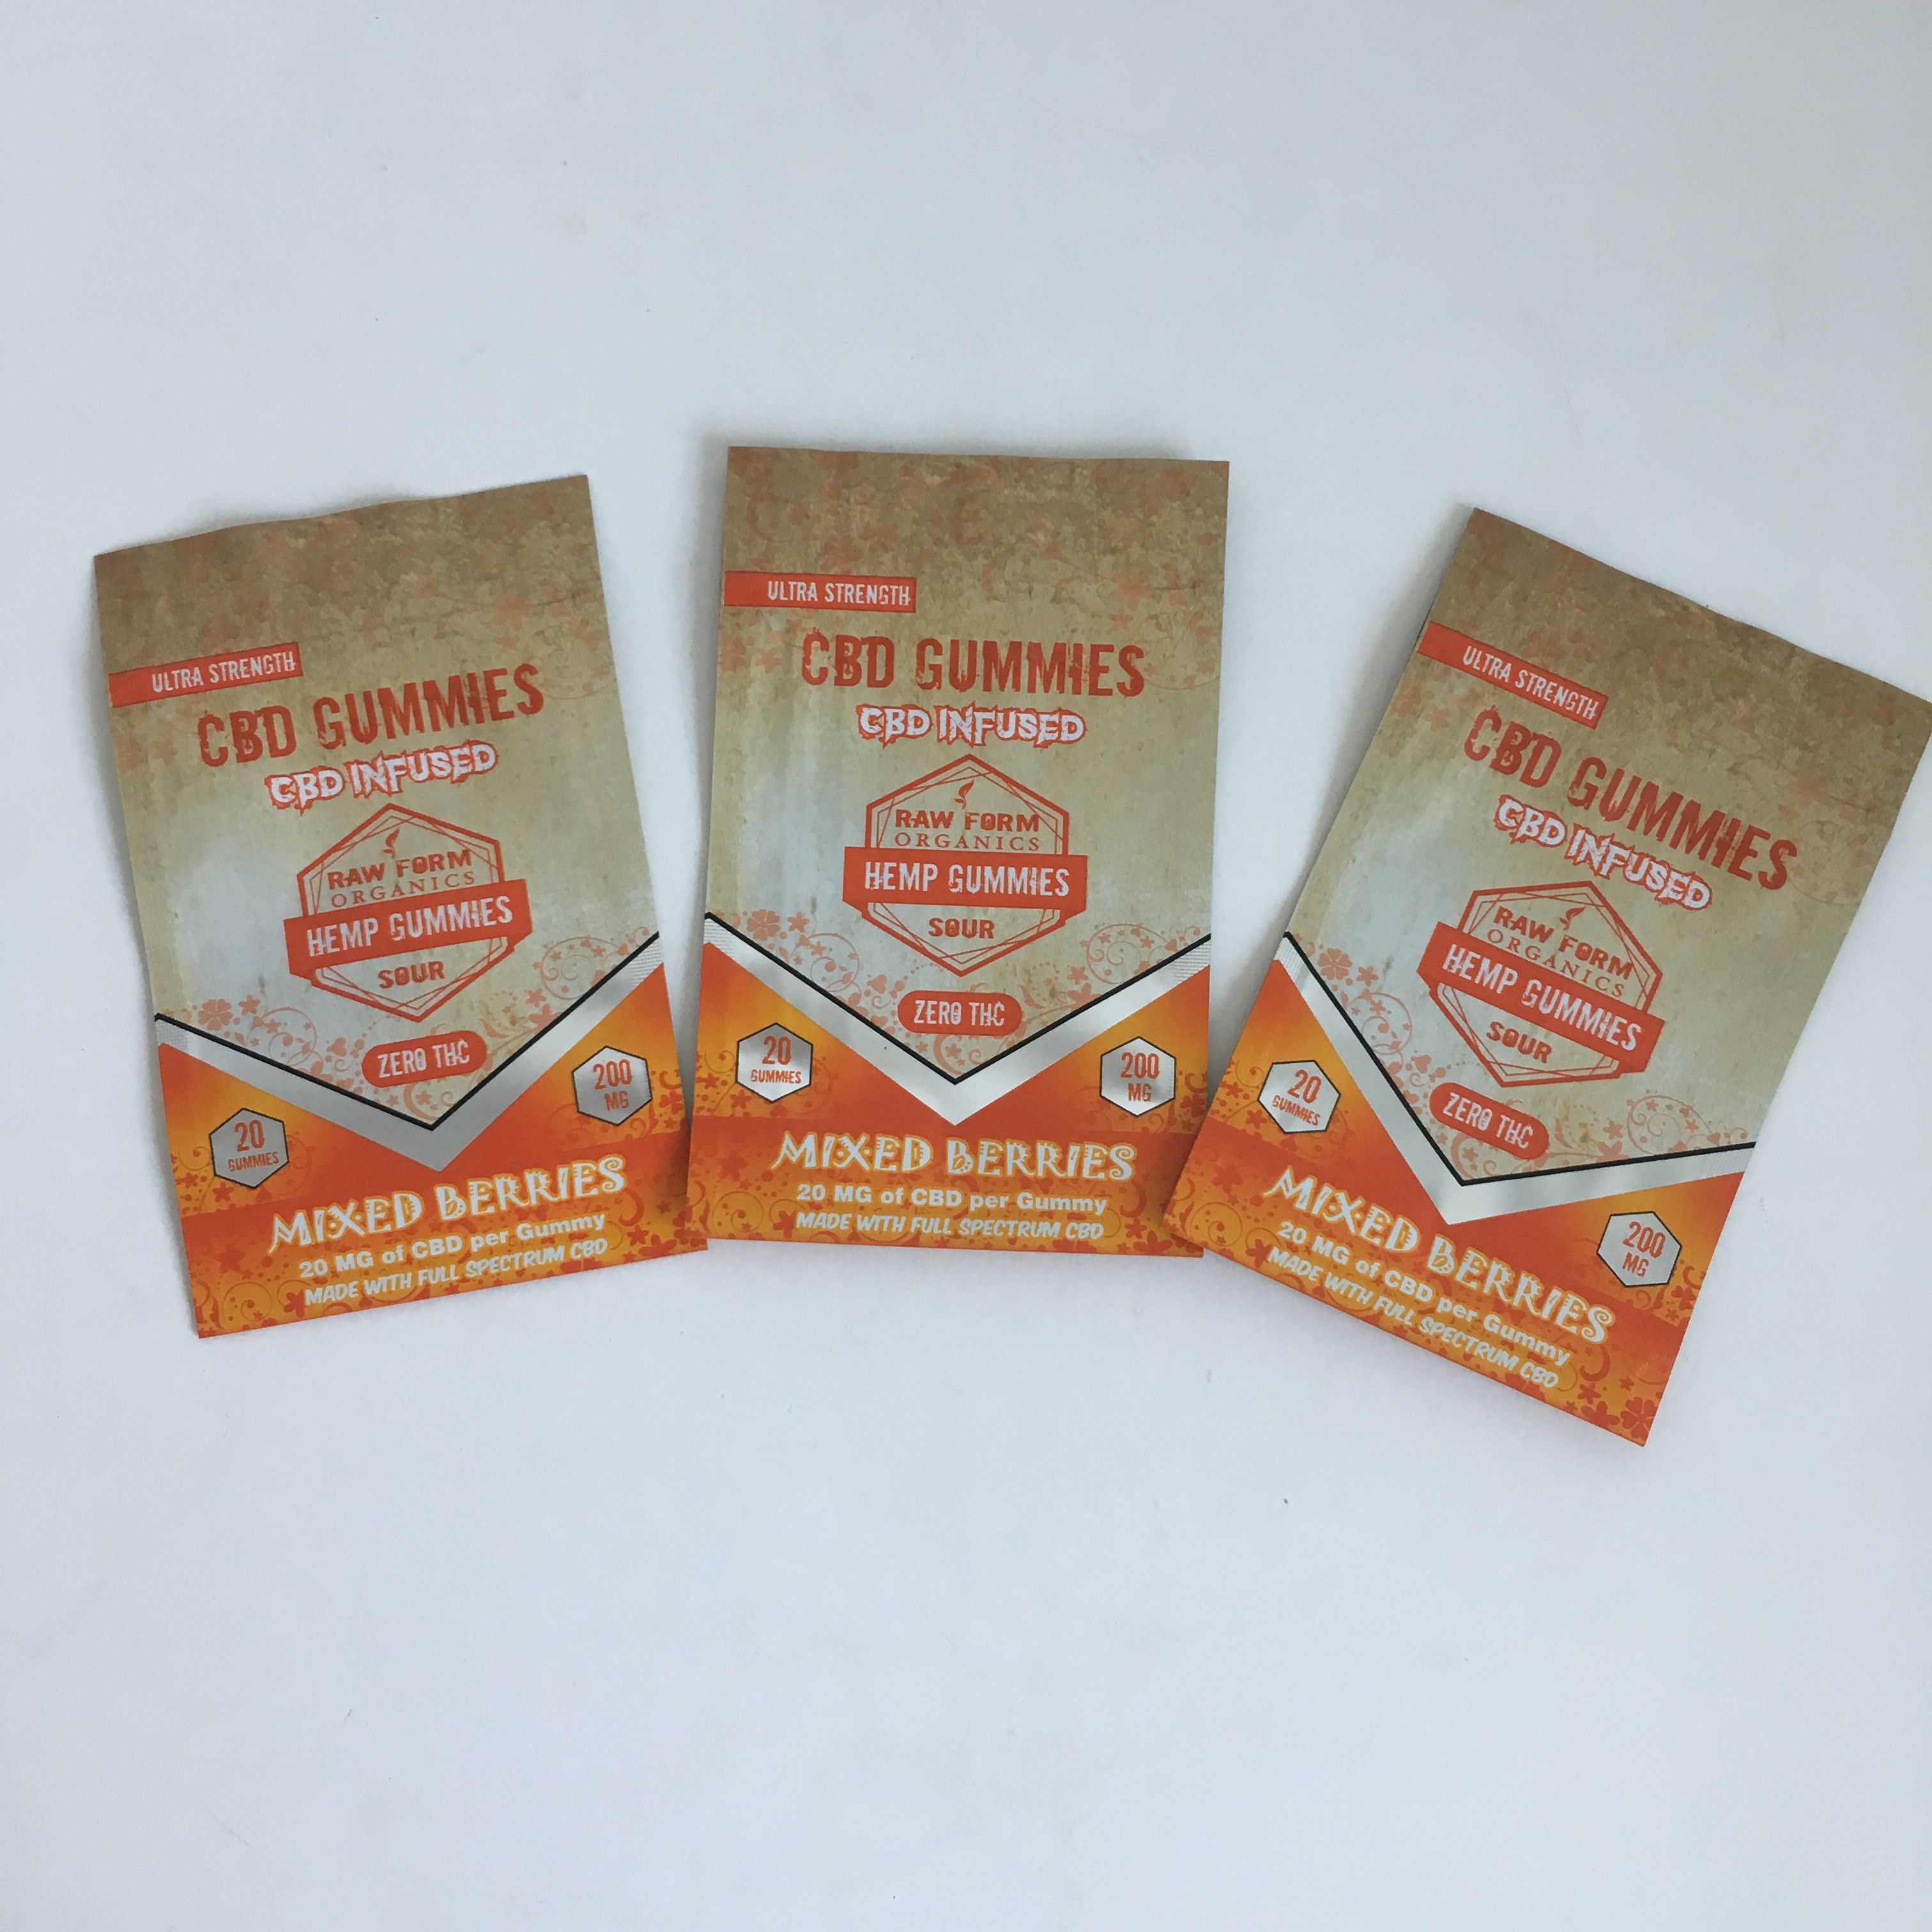 ULTRA STRENGTH
CBD GUMMIES
CBD INFUSED
RAW FORM
ORGANICS
HEMP GUMMIES
SOUR
ZERO THC
20
GUMMIES
200
MG
MIXED BERRIES
20 MG of CBD per Gummy
MADE WITH FULL SPECTRUM CBD
ULTRA STRENGTH
CBD GUMMIES
CBD INFUSED
RAW FORM
ORGANICS
HEMP GUMMIES
SOUR
ZERO THC
20
GUMMIES
200
MG
MIXED BERRIES
20 MG of CBD per Gummy
MADE WITH FULL SPECTRUM CBD
ULTRA STRENGTH
CBD GUMMIES
CBD INFUSED
RAW FORM
ORGANICS
HEMP GUMMIES
SOUR
ZERO THC
20
GUMMIES
200
MG
MIXED BERRIES
20 MG of CBD per Gummy
MADE WITH FULL SPECTRUM CBD